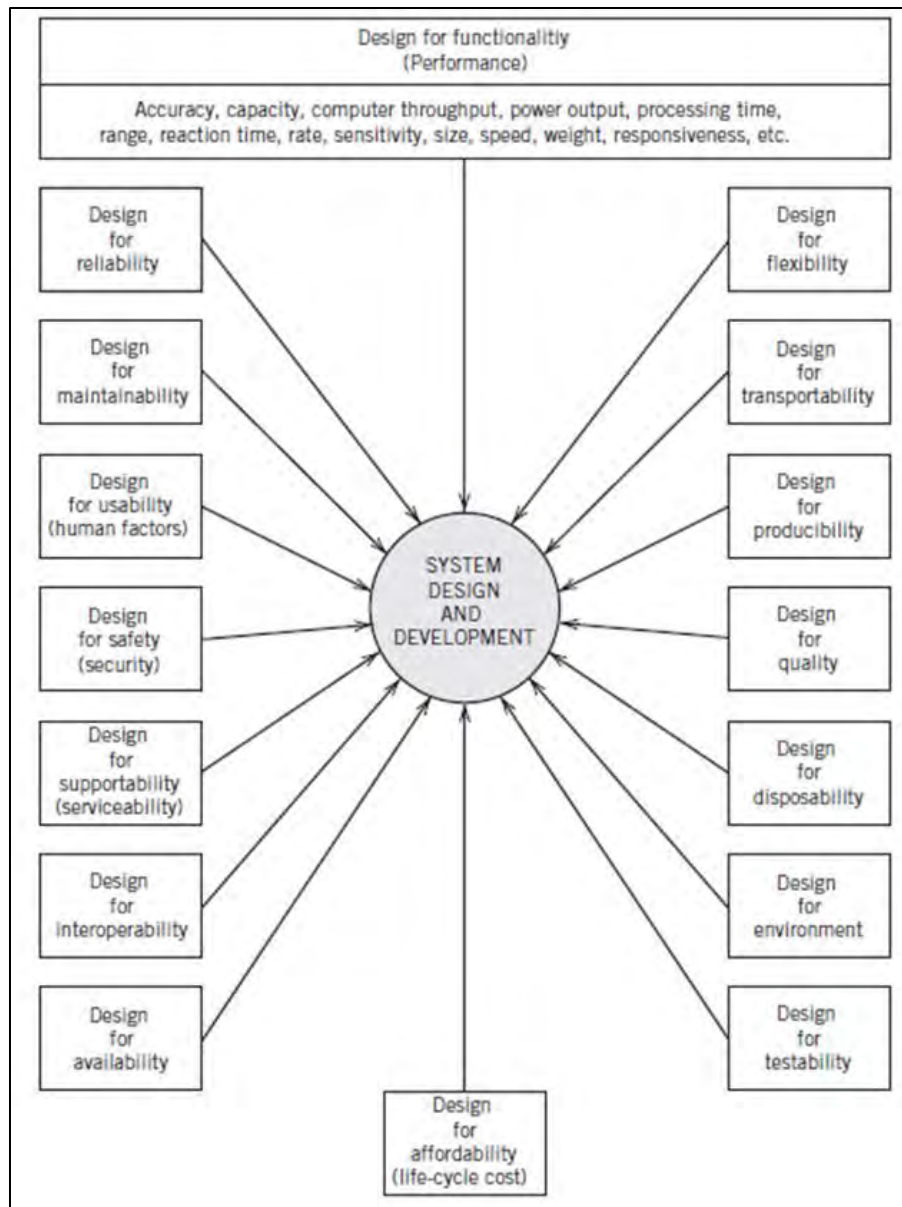 Design for functionalitiy
(Performance)
Accuracy, capacity, computer throughput, power output, processing time,
range, reaction time, rate, sensitivity, size, speed, weight, responsiveness, etc.
Design
for
reliability
Design
for
maintainability
Design
for usability
(human factors)
Design
for safety
(security)
Design
for
supportability
(serviceability)
Design
for
interoperability
Design
for
availability
SYSTEM
DESIGN
AND
DEVELOPMENT
Design
for
flexibility
Design
for
transportability
Design
for
producibility
Design
for
quality
Design
for
disposability
Design
for
environment
Design
for
testability
Design
for
affordability
(life-cycle cost)